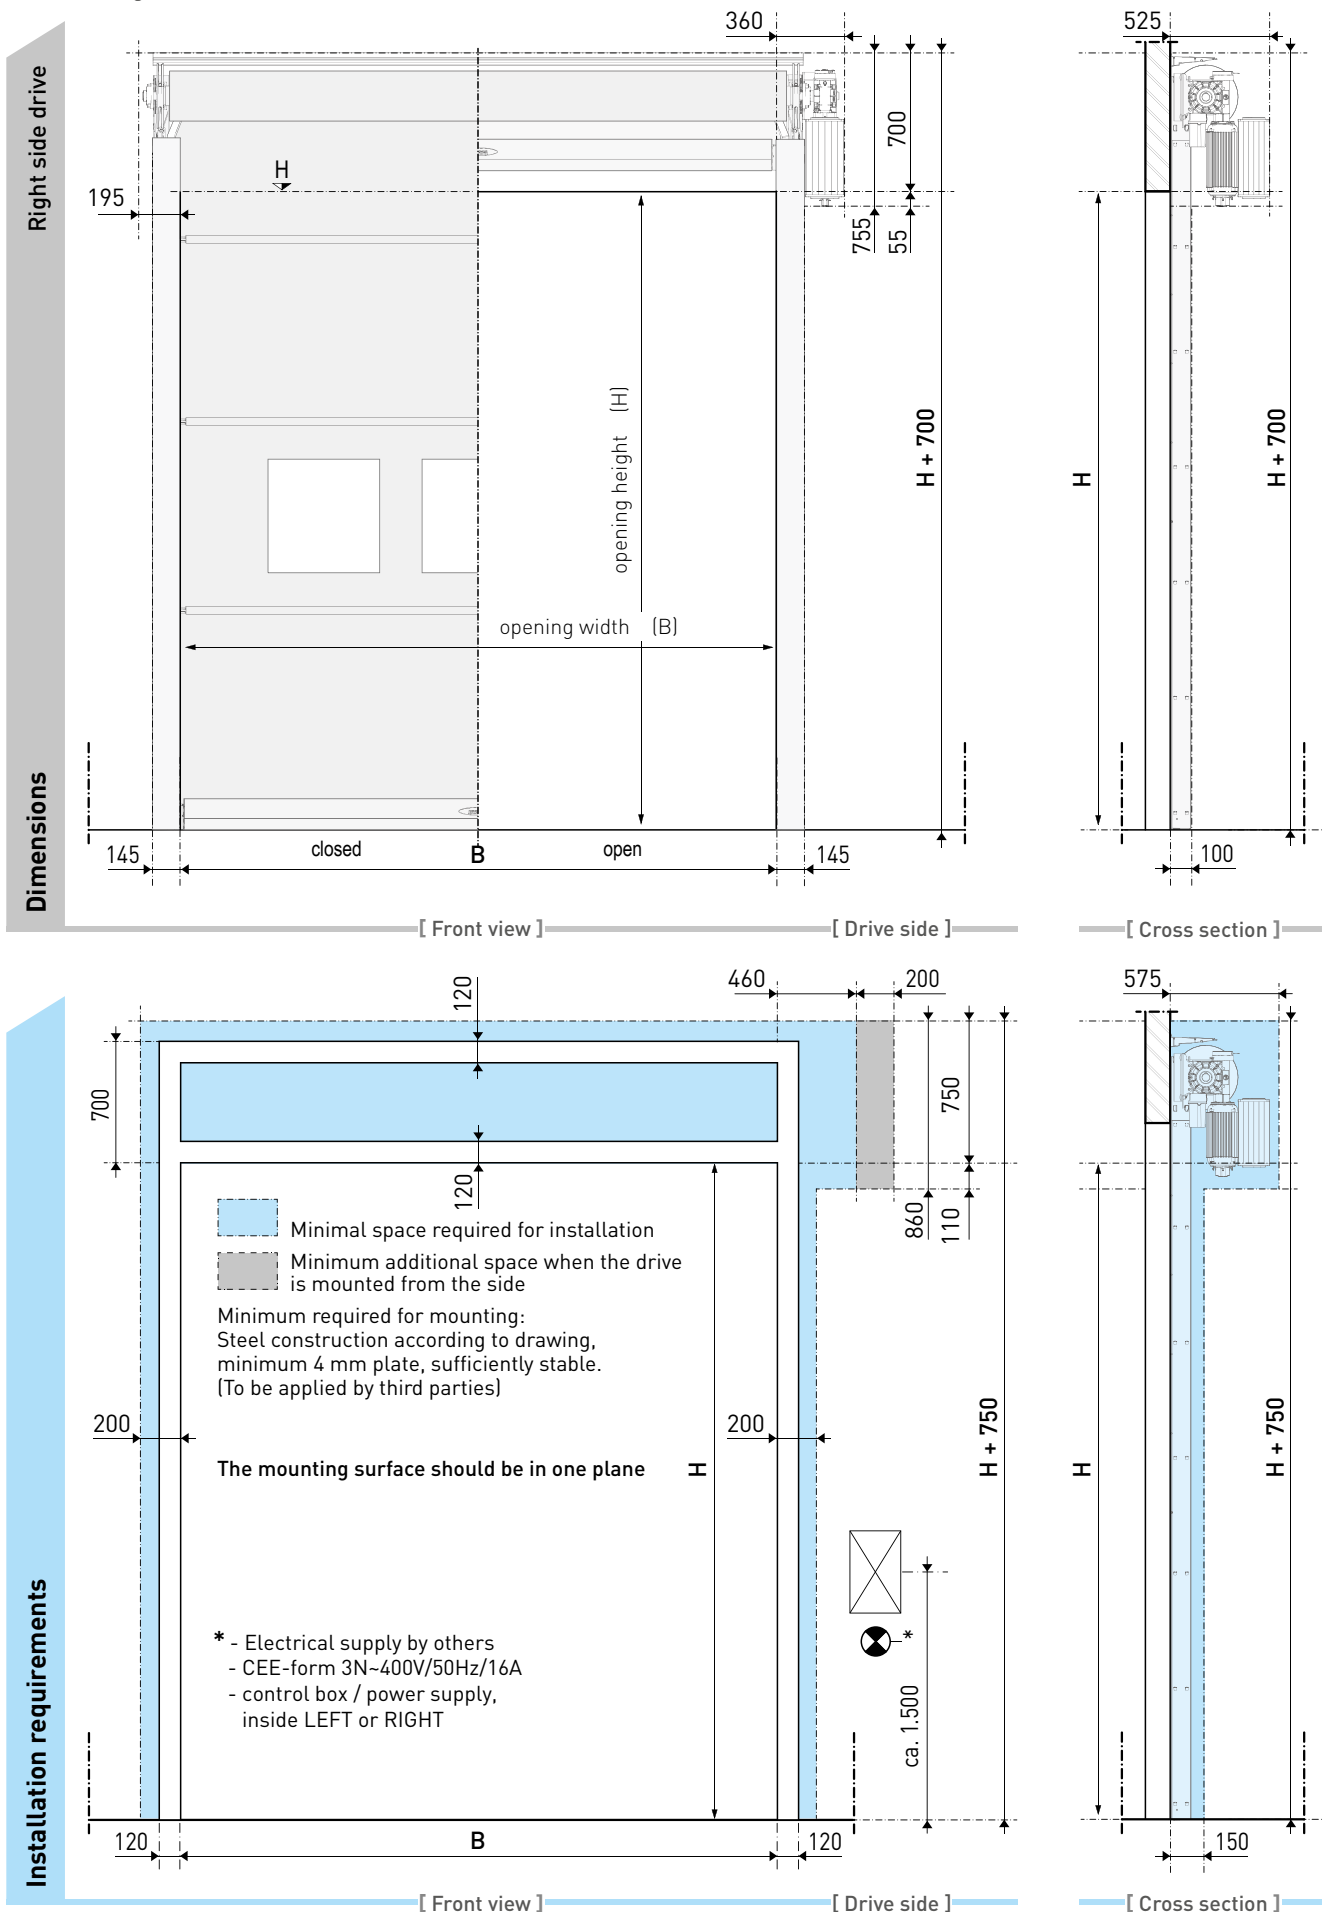 360
525
Right side drive
700
H
195
755
55
opening height (H)
H + 700
H
H + 700
opening width (B)
Dimensions
closed
B
open
145
145
100
[ Front view ]
[ Drive side ]
[ Cross section ]
120
460
200
575
700
750
120
860
110
Minimal space required for installation
Minimum additional space when the drive
is mounted from the side
Minimum required for mounting:
Steel construction according to drawing,
minimum 4 mm plate, sufficiently stable.
(To be applied by third parties)
200
200
H + 750
H + 750
The mounting surface should be in one plane
H
H
Installation requirements
* - Electrical supply by others
- CEE-form 3N~400V/50Hz/16A
- control box / power supply,
inside LEFT or RIGHT
*
ca. 1.500
120
B
120
150
[ Front view ]
[ Drive side ]
[ Cross section ]